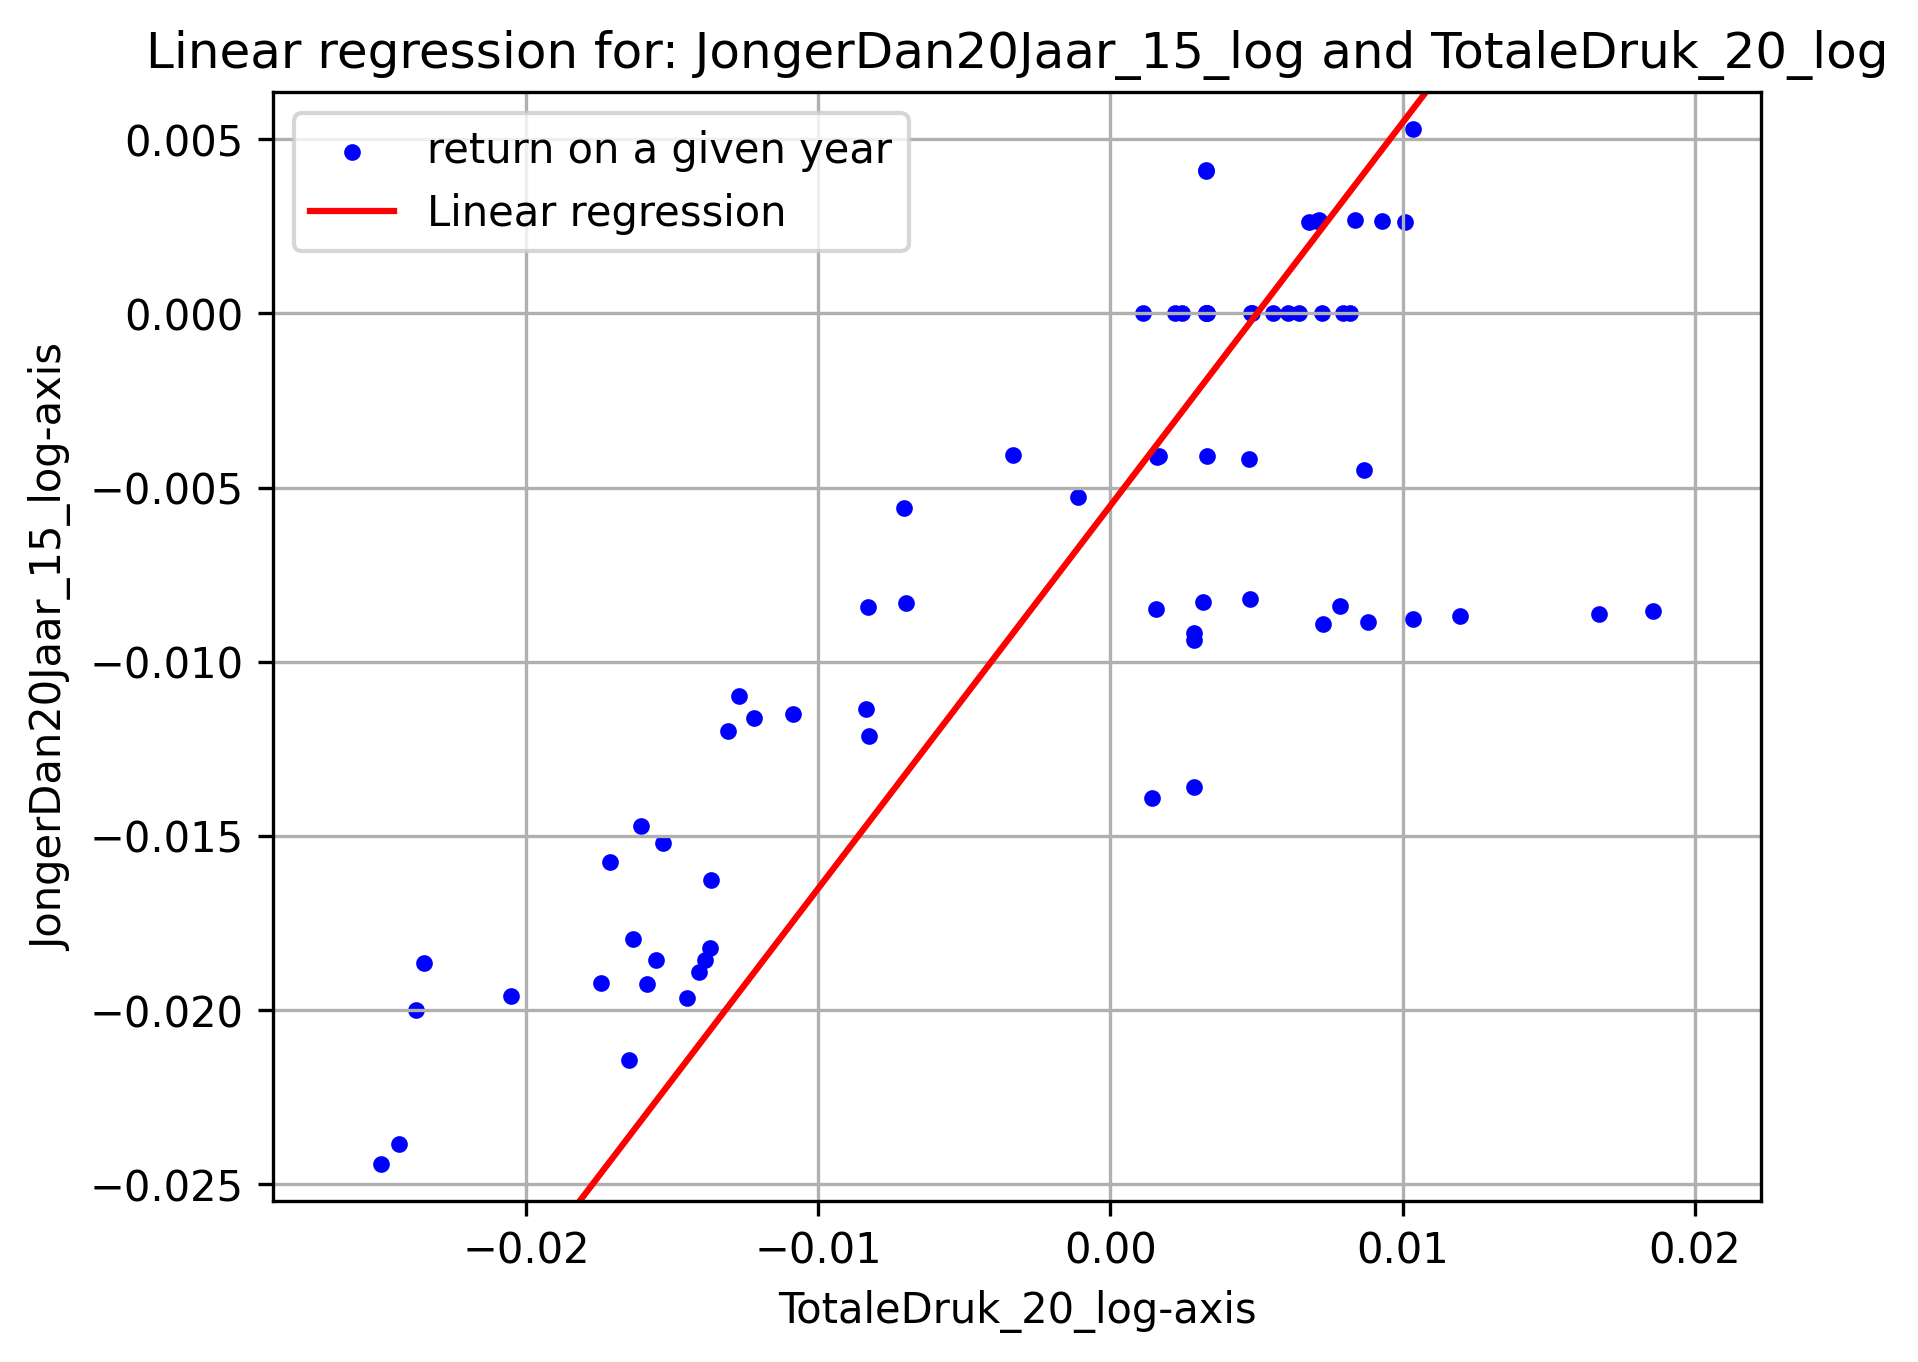 Linear regression for: JongerDan20Jaar_15_log and TotaleDruk_20_log
return on a given year
Linear regression
0.005
0.000
−0.005
−0.010
−0.015
−0.020
−0.025
JongerDan20Jaar_15_log-axis
−0.02
−0.01
0.00
0.01
0.02
TotaleDruk_20_log-axis